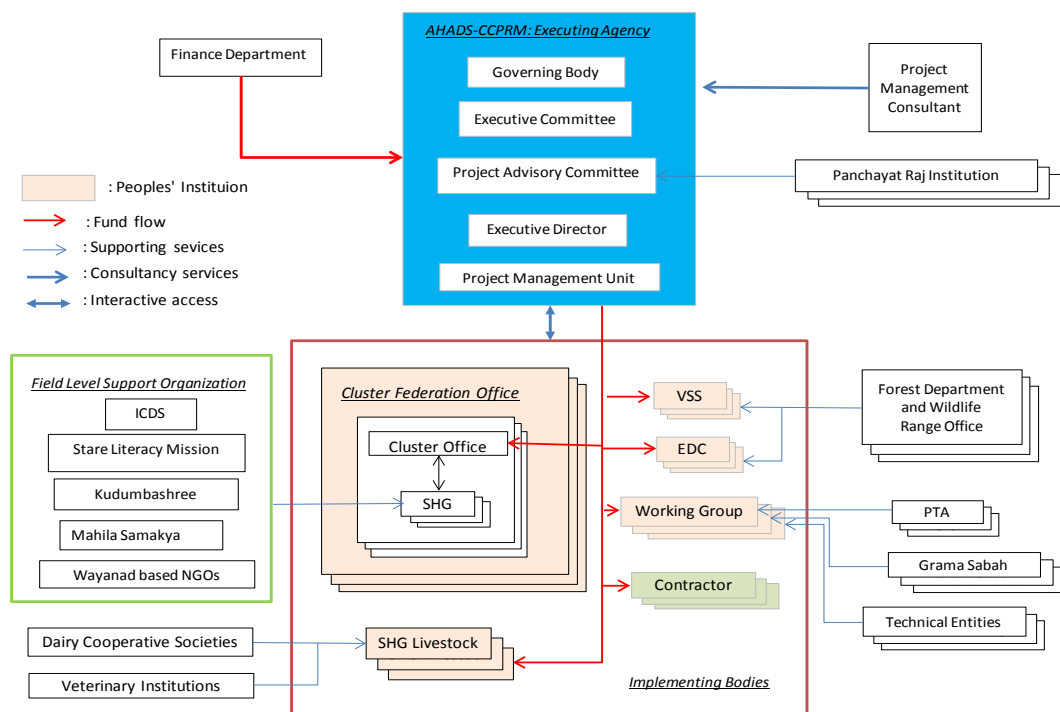 AHADS-CCPRM: Executing Agency
Finance Department
Governing Body
Executive Committee
Project Advisory Committee
Executive Director
Project Management Unit
Project
Management
Consultant
Panchayat Raj Institution
: Peoples' Instituion
: Fund flow
: Supporting sevices
: Consultancy services
: Interactive access
Field Level Support Organization
ICDS
Stare Literacy Mission
Kudumbashree
Mahila Samakya
Wayanad based NGOs
Cluster Federation Office
Cluster Office
SHG
VSS
EDC
Working Group
Contractor
Forest Department
and Wildlife
Range Office
PTA
Grama Sabah
Technical Entities
Dairy Cooperative Societies
Veterinary Institutions
SHG Livestock
Implementing Bodies